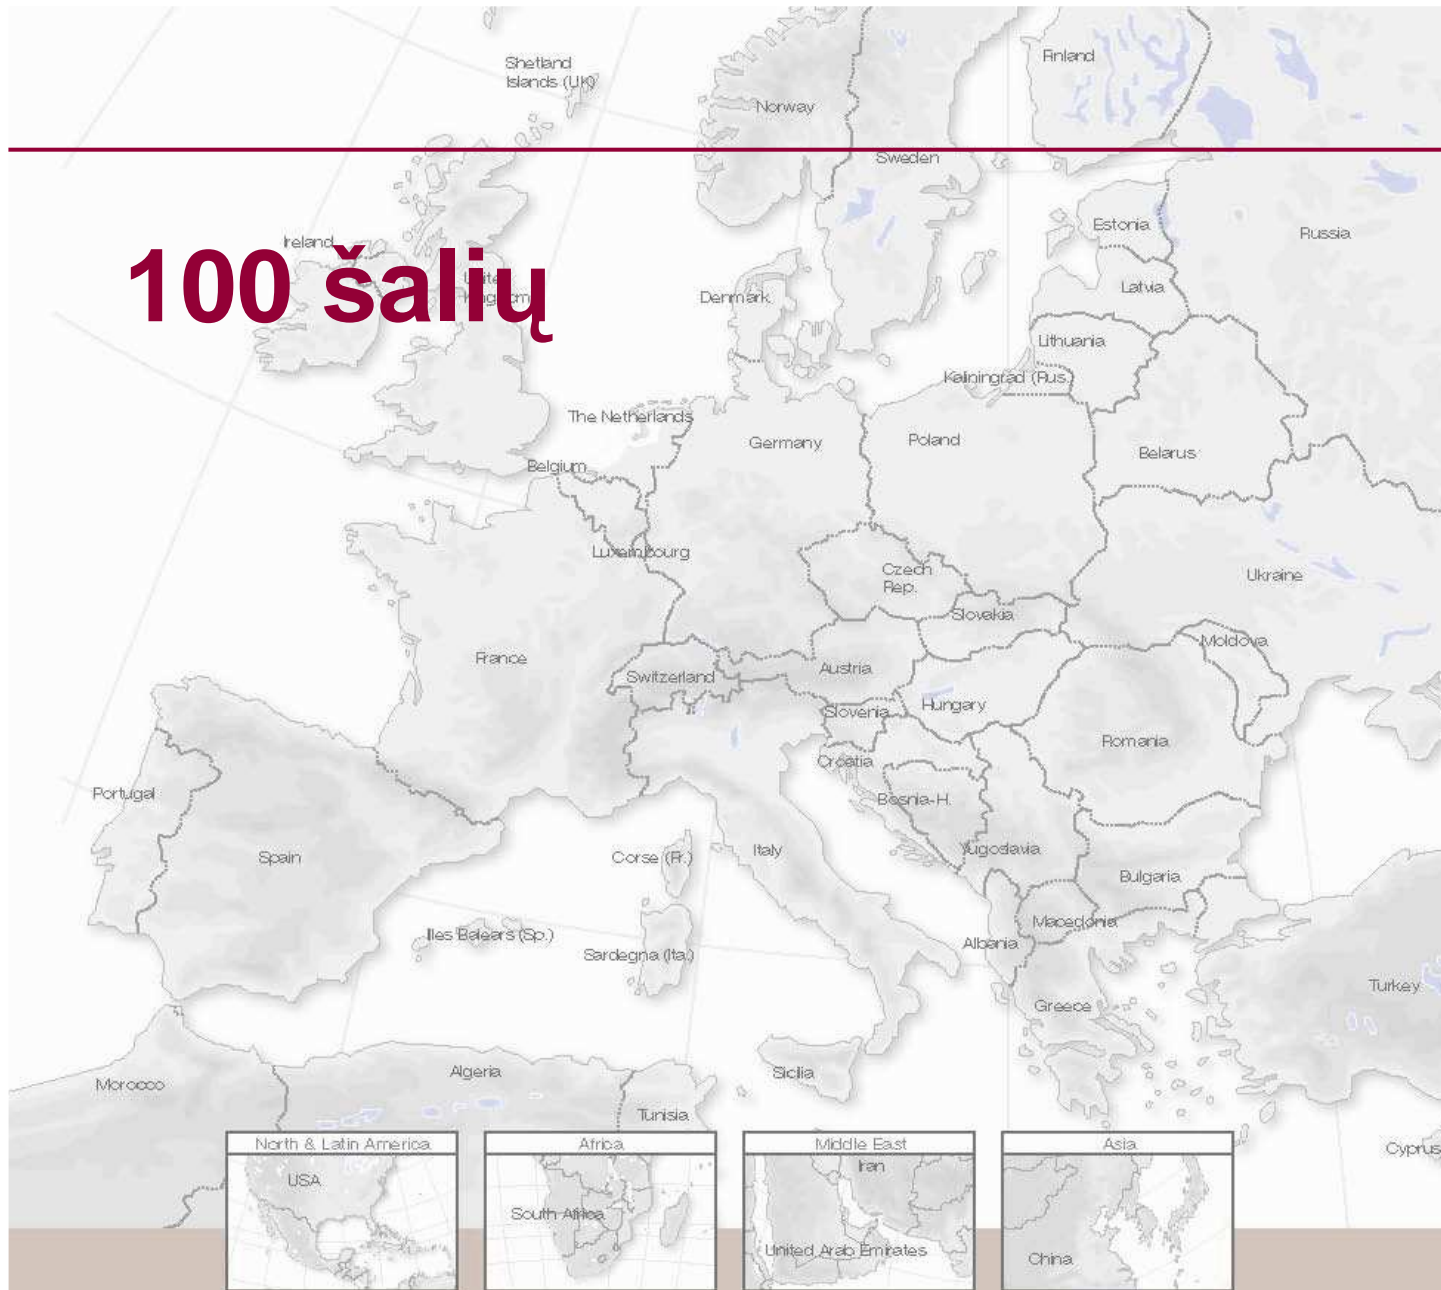 Shetland
Islands (UK)
Norway
Finland
Sweden
Estonia
Russia
Ireland
100 šalių
United
Kingdom
Denmark
Latvia
Lithuania
Kaliningrad (Rus.)
The Netherlands
Germany
Poland
Belarus
Belgium
Luxembourg
Czech
Rep.
Ukraine
Slovakia
Moldova
France
Switzerland
Austria
Slovenia
Hungary
Romania
Croatia
Portugal
Bosnia-H.
Spain
Corse (Fr.)
Italy
Yugoslavia
Bulgaria
Macedonia
Illes Balears (Sp.)
Sardegna (Ita.)
Albania
Turkey
Greece
Morocco
Algeria
Sicilia
Tunisia
Cyprus
North & Latin America
Africa
Middle East
Asia
USA
Iran
South Africa
United Arab Emirates
China